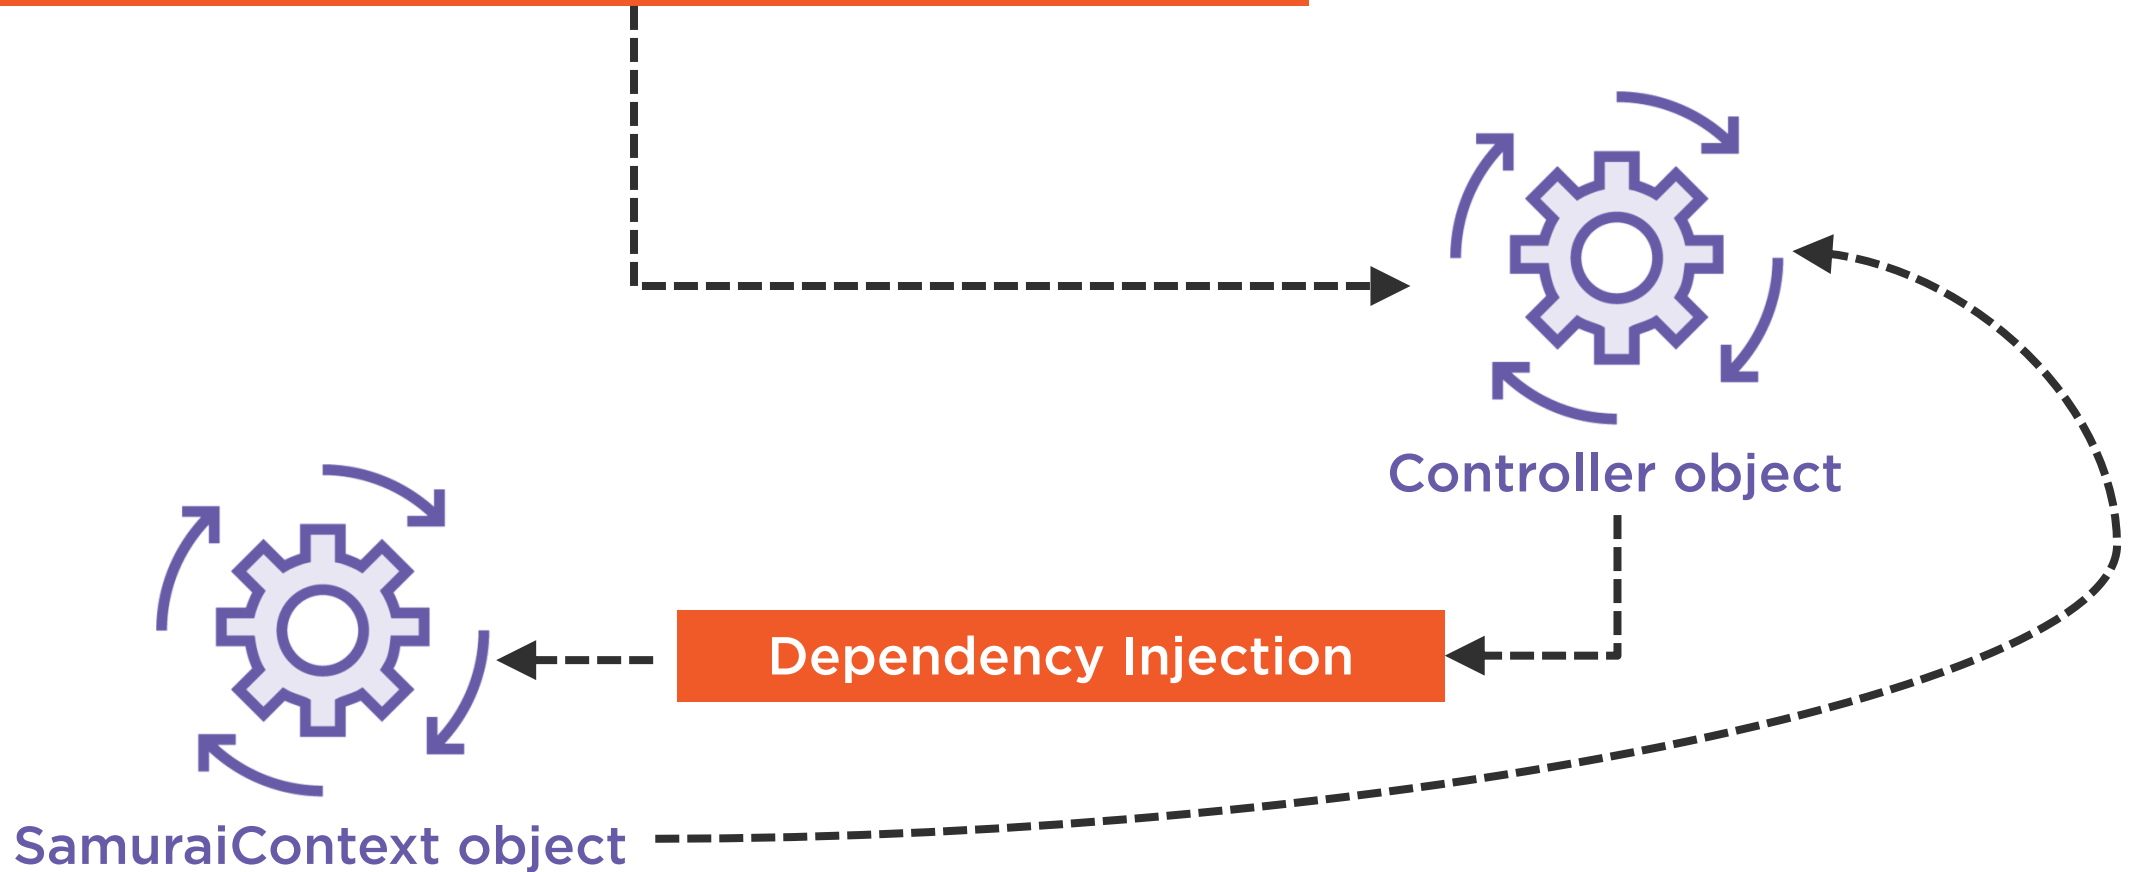 Controller object
Dependency Injection
SamuraiContext object